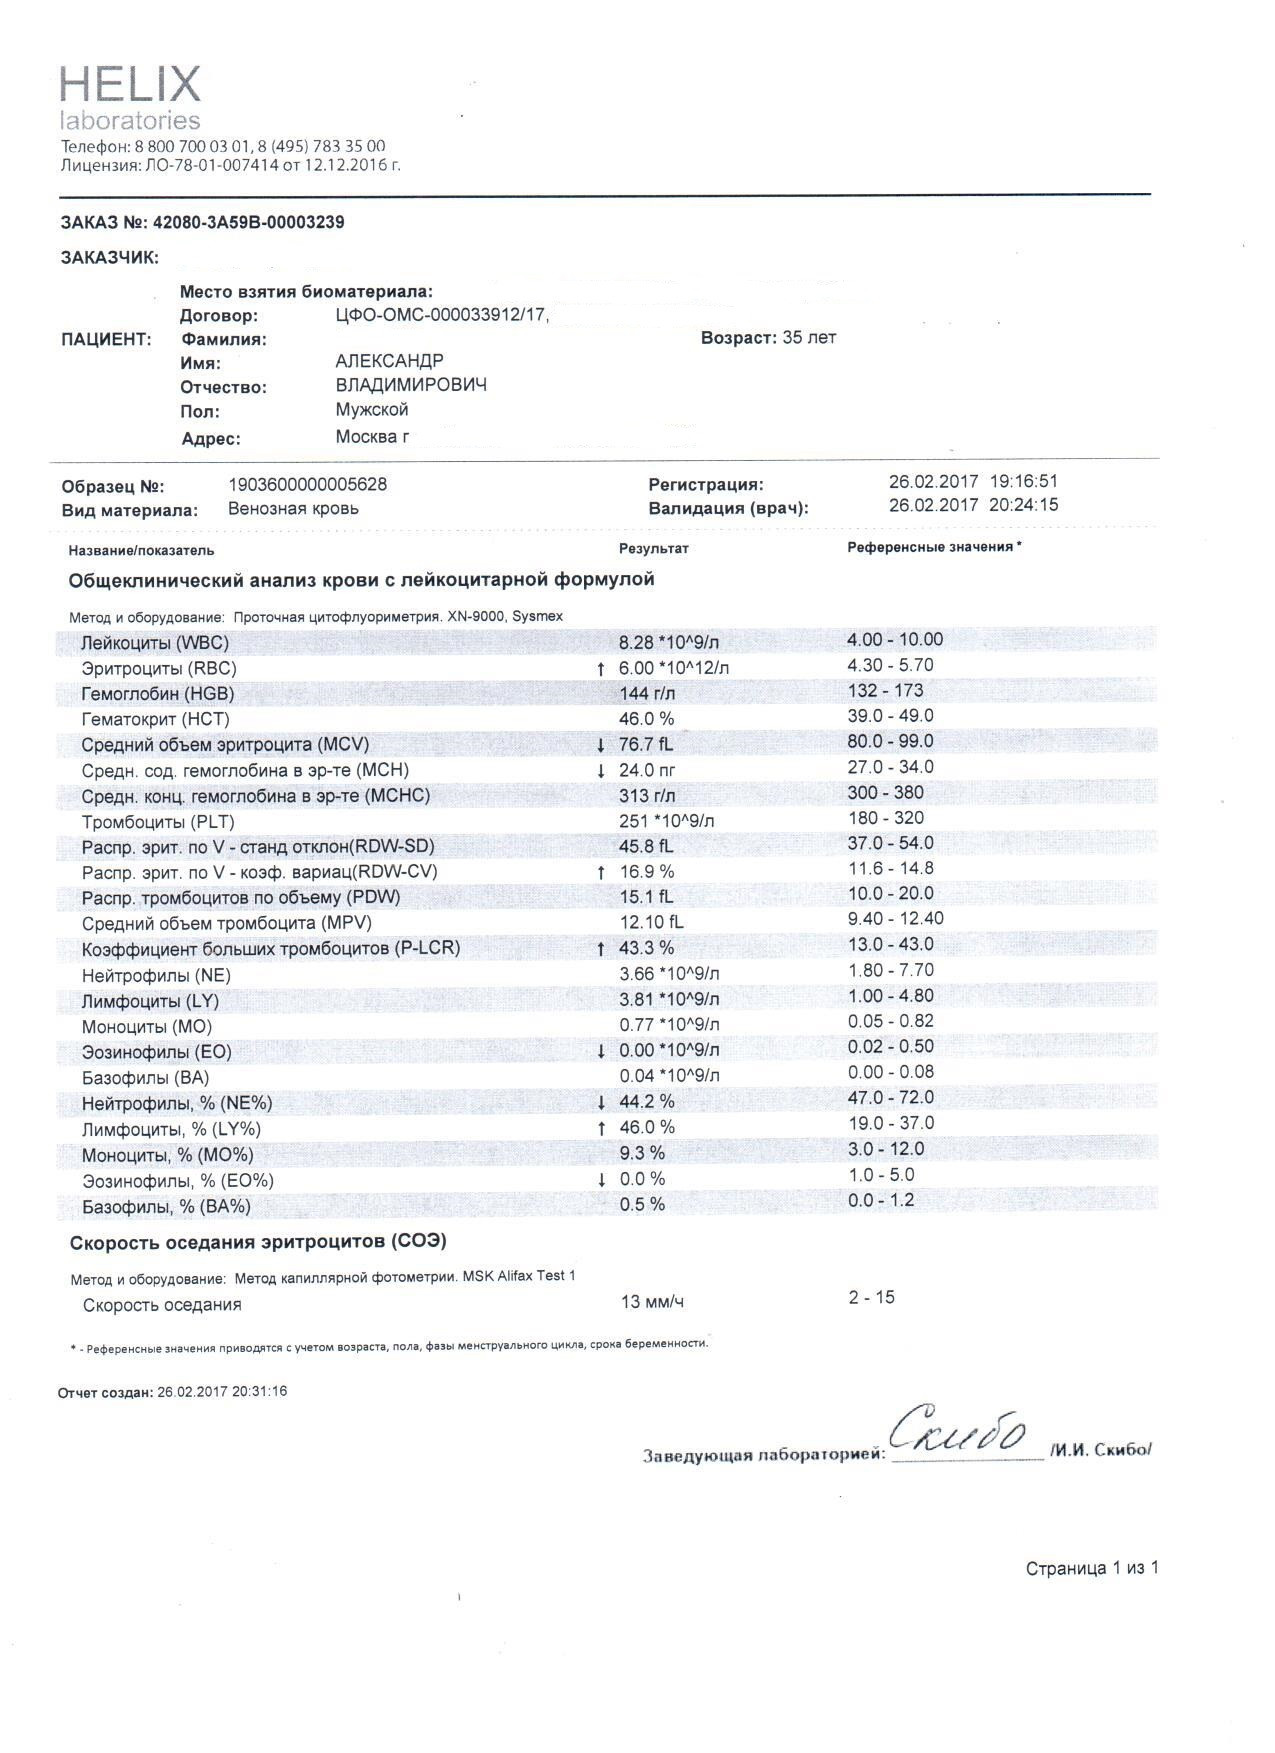 HELIX
laboratories
Телефон: 8 800 700 03 01, 8 (495) 783 35 00
Лицензия: ЛО-78-01-007414 от 12.12.2016 г.
ЗАКАЗ №: 42080-3A59B-00003239
ЗАКАЗЧИК:
Место взятия биоматериала:
Договор: ЦФО-ОМС-000033912/17,
ПАЦИЕНТ: Фамилия: Возраст: 35 лет
Имя: АЛЕКСАНДР
Отчество: ВЛАДИМИРОВИЧ
Пол: Мужской
Адрес: Москва г
Образец №: 1903600000005628 Регистрация: 26.02.2017 19:16:51
Вид материала: Венозная кровь Валидация (врач): 26.02.2017 20:24:15
Название/показатель Результат Референсные значения *
Общеклинический анализ крови с лейкоцитарной формулой
Метод и оборудование: Проточная цитофлуориметрия. XN-9000, Sysmex
Лейкоциты (WBC) 8.28 *10^9/л 4.00 - 10.00
Эритроциты (RBC) ↑ 6.00 *10^12/л 4.30 - 5.70
Гемоглобин (HGB) 144 г/л 132 - 173
Гематокрит (HCT) 46.0 % 39.0 - 49.0
Средний объем эритроцита (MCV) ↓ 76.7 fL 80.0 - 99.0
Средн. сод. гемоглобина в эр-те (MCH) ↓ 24.0 пг 27.0 - 34.0
Средн. конц. гемоглобина в эр-те (MCHC) 313 г/л 300 - 380
Тромбоциты (PLT) 251 *10^9/л 180 - 320
Распр. эрит. по V - станд отклон(RDW-SD) 45.8 fL 37.0 - 54.0
Распр. эрит. по V - коэф. вариац(RDW-CV) ↑ 16.9 % 11.6 - 14.8
Распр. тромбоцитов по объему (PDW) 15.1 fL 10.0 - 20.0
Средний объем тромбоцита (MPV) 12.10 fL 9.40 - 12.40
Коэффициент больших тромбоцитов (P-LCR) ↑ 43.3 % 13.0 - 43.0
Нейтрофилы (NE) 3.66 *10^9/л 1.80 - 7.70
Лимфоциты (LY) 3.81 *10^9/л 1.00 - 4.80
Моноциты (MO) 0.77 *10^9/л 0.05 - 0.82
Эозинофилы (EO) ↓ 0.00 *10^9/л 0.02 - 0.50
Базофилы (BA) 0.04 *10^9/л 0.00 - 0.08
Нейтрофилы, % (NE%) ↓ 44.2 % 47.0 - 72.0
Лимфоциты, % (LY%) ↑ 46.0 % 19.0 - 37.0
Моноциты, % (MO%) 9.3 % 3.0 - 12.0
Эозинофилы, % (EO%) ↓ 0.0 % 1.0 - 5.0
Базофилы, % (BA%) 0.5 % 0.0 - 1.2
Скорость оседания эритроцитов (СОЭ)
Метод и оборудование: Метод капиллярной фотометрии. MSK Alifax Test 1
Скорость оседания 13 мм/ч 2 - 15
* - Референсные значения приводятся с учетом возраста, пола, фазы менструального цикла, срока беременности.
Отчет создан: 26.02.2017 20:31:16
Заведующая лабораторией: Скибо /И.И. Скибо/
Страница 1 из 1